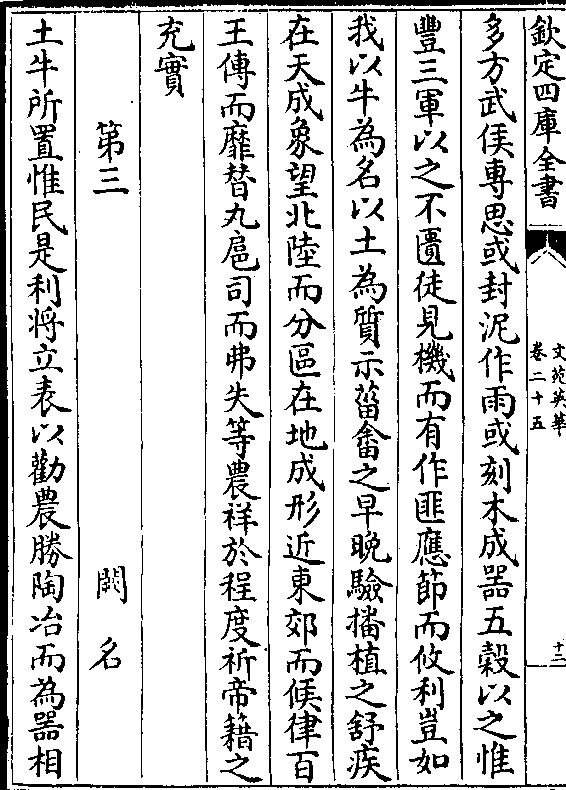 欽定四庫全書
文苑英華
卷二十五
十二
多方武侯專思或封泥作雨或刻木成器五穀以之惟
豐三軍以之不匱徒見機而有作匪應節而攸利豈如
我以牛為名以土為質示菑畬之早晚驗播植之舒疾
在天成象望北陸而分區在地成形近東郊而候律百
王傳而靡替九扈司而弗失等農祥於程度祈帝籍之
充實
第三 闕名
土牛所置惟民是利將立表以勸農勝陶冶而為器相